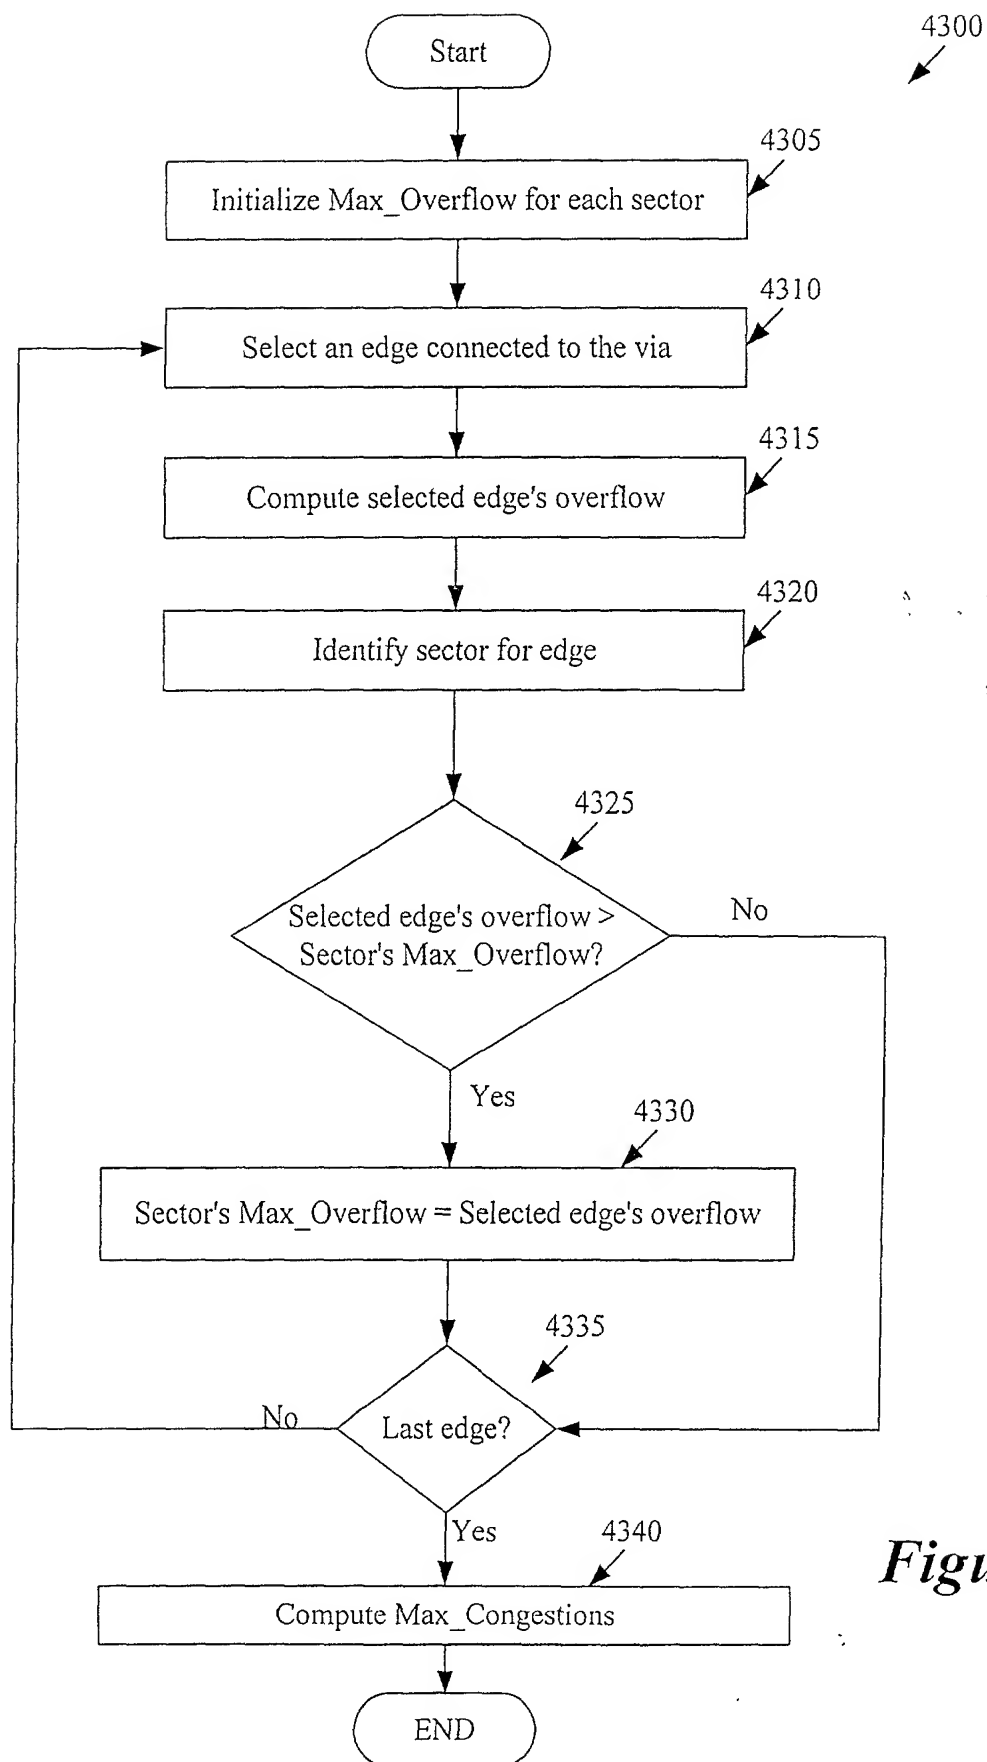 4300
Start
4305
Initialize Max_Overflow for each sector
4310
Select an edge connected to the via
4315
Compute selected edge's overflow
4320
Identify sector for edge
4325
Selected edge's overflow >
Sector's Max_Overflow?
No
Yes
4330
Sector's Max_Overflow = Selected edge's overflow
4335
Last edge?
No
Yes
4340
Compute Max_Congestions
END